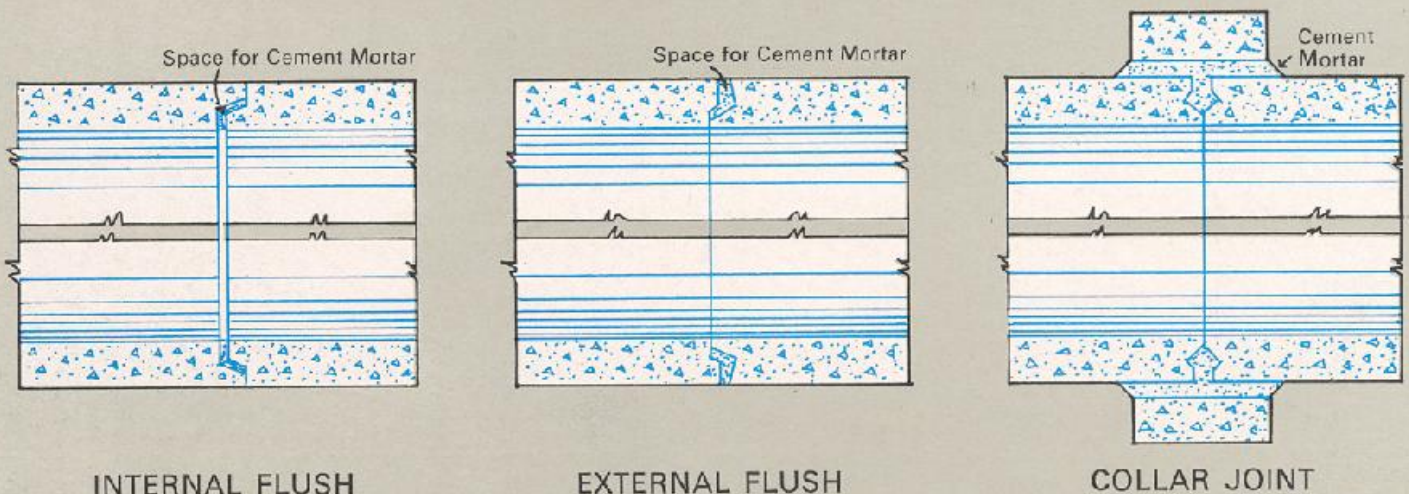 Space for Cement Mortar
Space for Cement Mortar
Cement
Mortar
INTERNAL FLUSH
EXTERNAL FLUSH
COLLAR JOINT